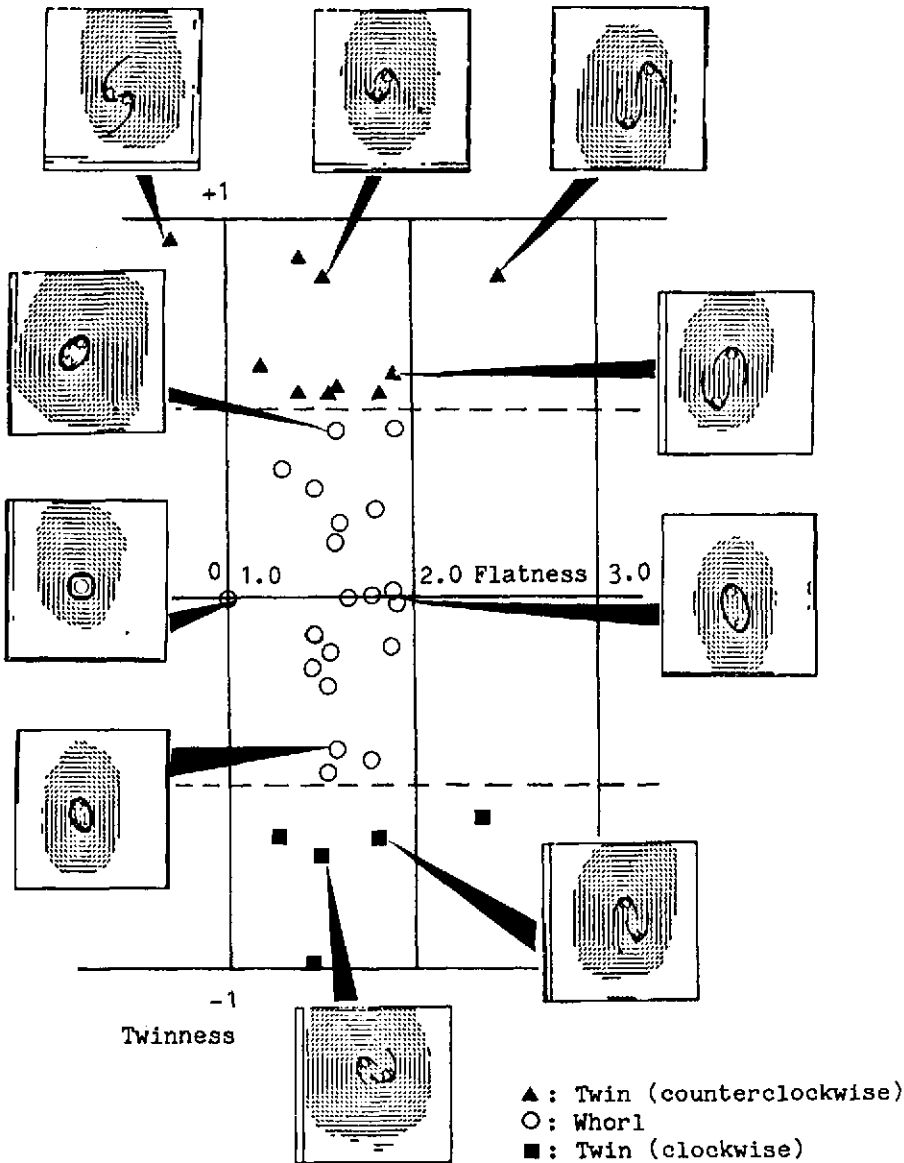 +1
0 1.0 2.0 Flatness 3.0
-1
Twinness
▲: Twin (counterclockwise)
○: Whorl
■: Twin (clockwise)